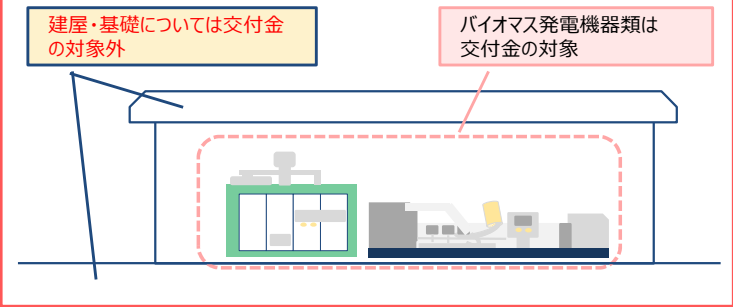 建屋・基礎については交付金
の対象外
バイオマス発電機器類は
交付金の対象